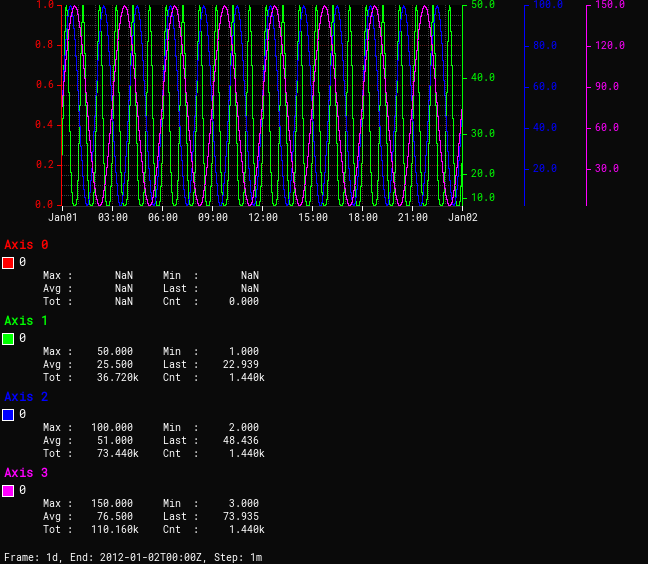 1.0 50.0 100.0 150.0
0.8 40.0 80.0 120.0
0.6 30.0 60.0 90.0
0.4 20.0 40.0 60.0
0.2 10.0 20.0 30.0
0.0
Jan01 03:00 06:00 09:00 12:00 15:00 18:00 21:00 Jan02
Axis 0
0
Max : NaN Min : NaN
Avg : NaN Last : NaN
Tot : NaN Cnt : 0.000
Axis 1
0
Max : 50.000 Min : 1.000
Avg : 25.500 Last : 22.939
Tot : 36.720k Cnt : 1.440k
Axis 2
0
Max : 100.000 Min : 2.000
Avg : 51.000 Last : 48.436
Tot : 73.440k Cnt : 1.440k
Axis 3
0
Max : 150.000 Min : 3.000
Avg : 76.500 Last : 73.935
Tot : 110.160k Cnt : 1.440k
Frame: 1d, End: 2012-01-02T00:00Z, Step: 1m